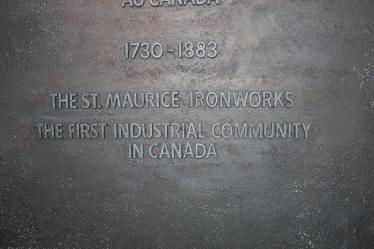 AU CANADA
1730-1883
THE ST. MAURICE IRONWORKS
THE FIRST INDUSTRIAL COMMUNITY
IN CANADA